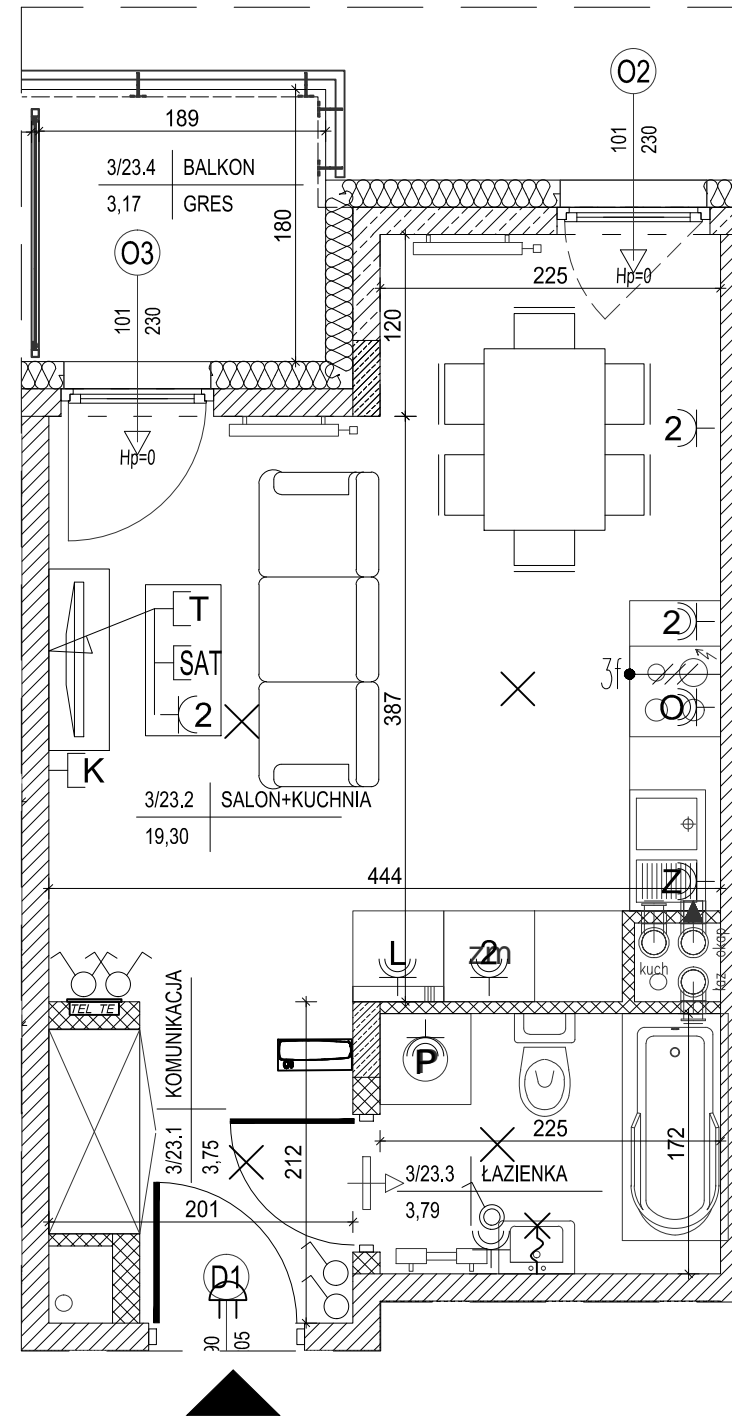 O2
101
230
189
3/23.4 BALKON
3,17 GRES
180
O3
101
230
Hp=0
225
120
Hp=0
2
2
T
SAT
2
3f
O
K
387
3/23.2 SALON+KUCHNIA
19,30
444
Z
L
zm
2
kuch
łaz
okap
TEL TE
KOMUNIKACJA
3/23.1
3,75
P
225
172
212
3/23.3 ŁAZIENKA
3,79
201
D1
90
05